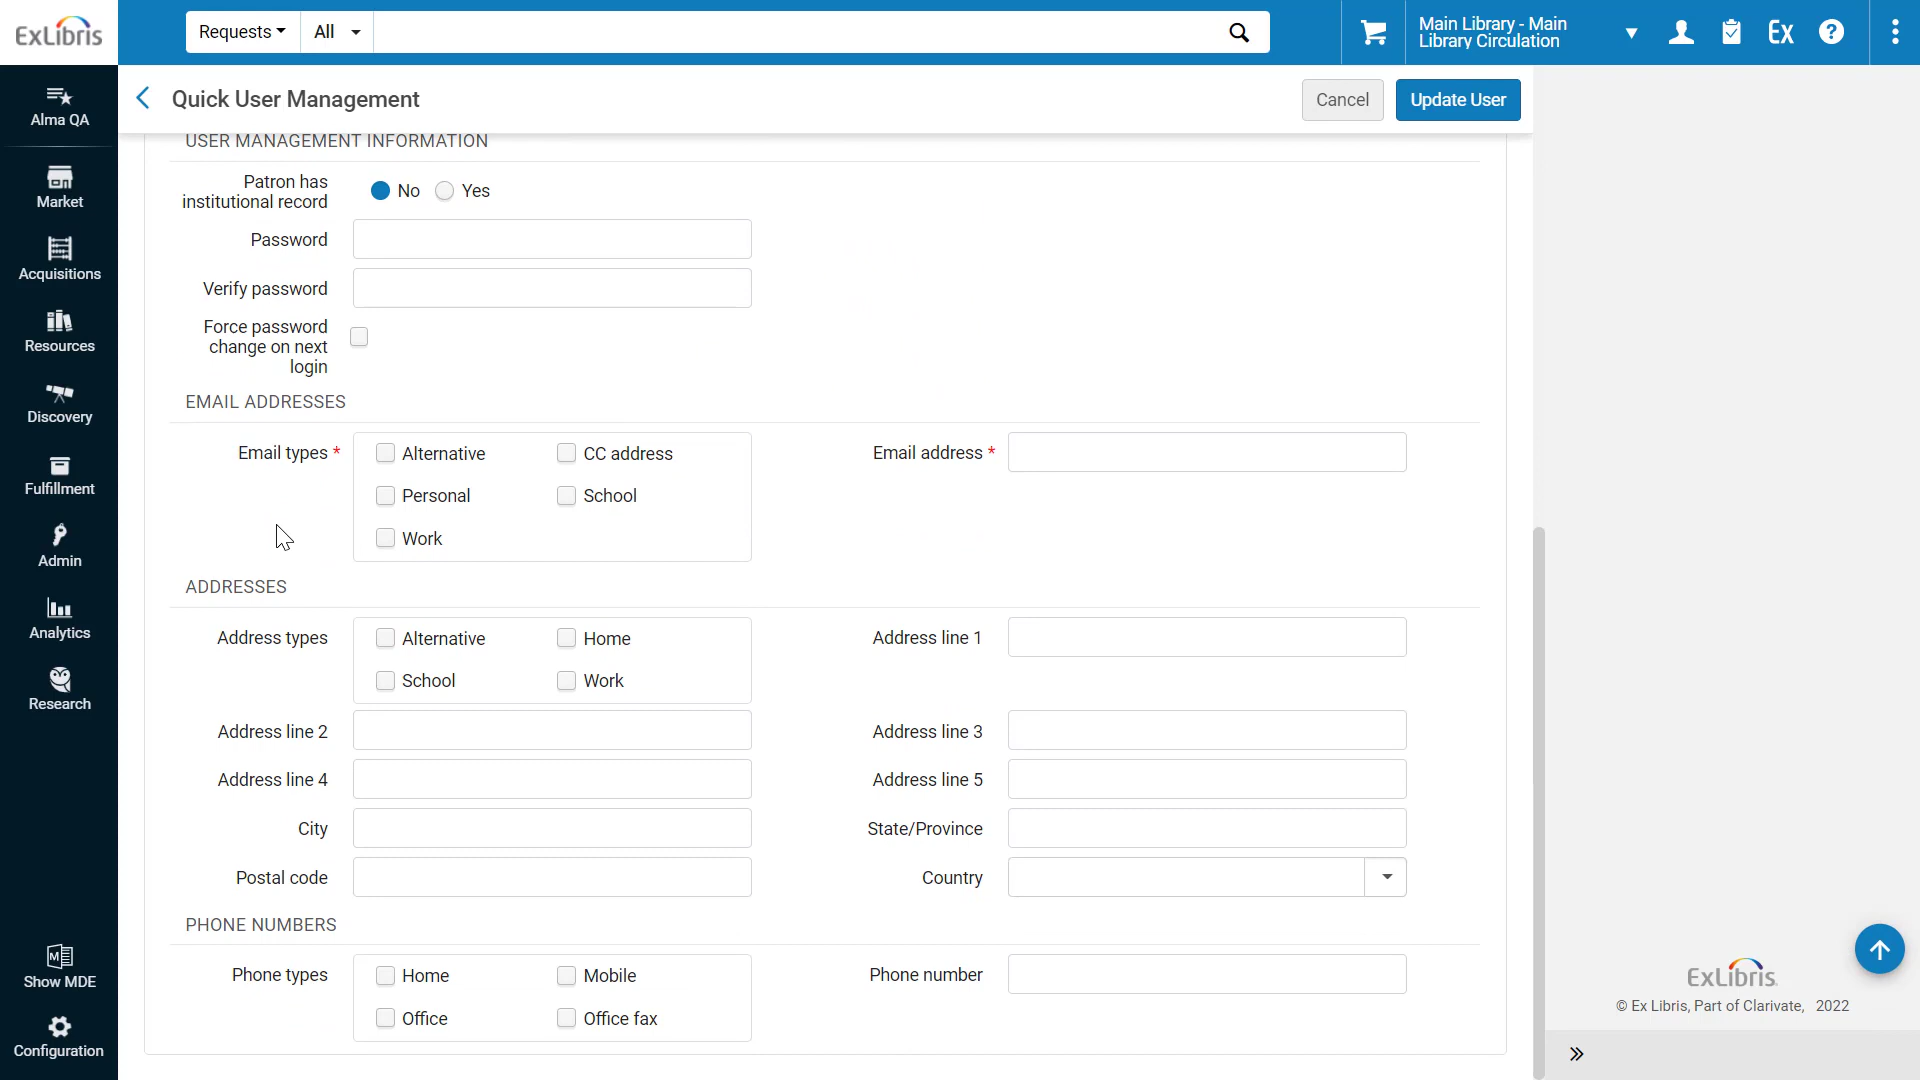 ExLibris
Requests
All
Main Library - Main
Library Circulation
Ex
?
Alma QA
Market
Acquisitions
Resources
Discovery
Fulfillment
Admin
Analytics
Research
Show MDE
Configuration
Quick User Management
Cancel
Update User
USER MANAGEMENT INFORMATION
Patron has
institutional record
No
Yes
Password
Verify password
Force password
change on next
login
EMAIL ADDRESSES
Email types *
Alternative
CC address
Personal
School
Work
Email address *
ADDRESSES
Address types
Alternative
Home
School
Work
Address line 1
Address line 2
Address line 3
Address line 4
Address line 5
City
State/Province
Postal code
Country
PHONE NUMBERS
Phone types
Home
Mobile
Office
Office fax
Phone number
ExLibris
© Ex Libris, Part of Clarivate, 2022